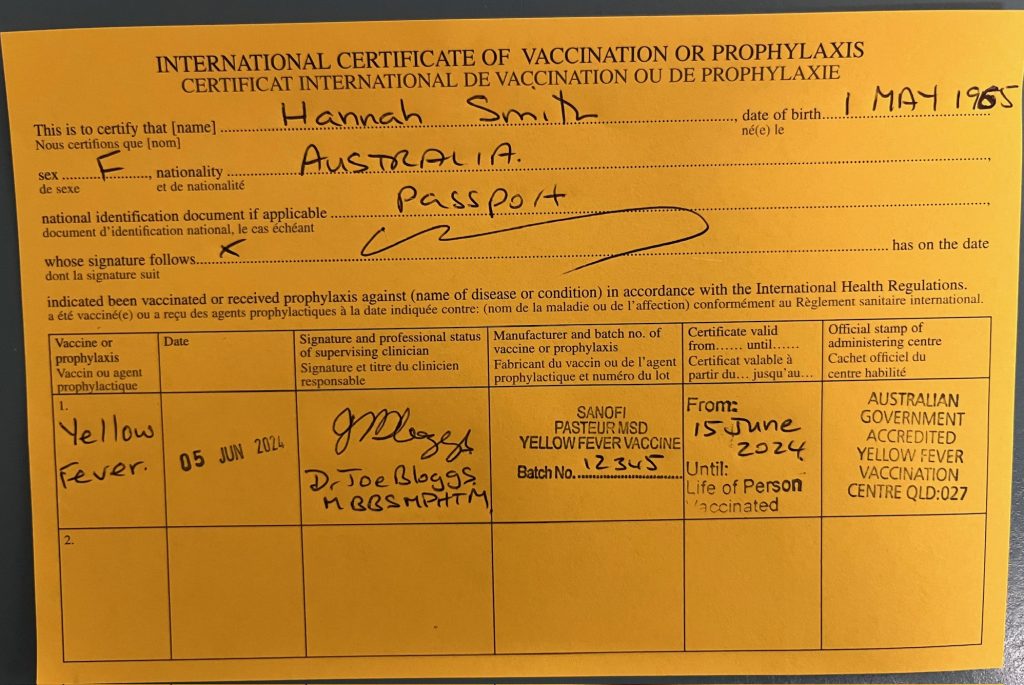 INTERNATIONAL CERTIFICATE OF VACCINATION OR PROPHYLAXIS
CERTIFICAT INTERNATIONAL DE VACCINATION OU DE PROPHYLAXIE
This is to certify that [name] Hannah Smith, date of birth 1 MAY 1965
Nous certifions que [nom] né(e) le
sex F, nationality AUSTRALIA.
de sexe et de nationalité
national identification document if applicable Passport
document d'identification national, le cas échéant
whose signature follows x has on the date
dont la signature suit
indicated been vaccinated or received prophylaxis against (name of disease or condition) in accordance with the International Health Regulations.
a été vacciné(e) ou a reçu des agents prophylactiques à la date indiquée contre: (nom de la maladie ou de l'affection) conformément au Règlement sanitaire international.
Vaccine or
prophylaxis
Vaccin ou agent
prophylactique
Date
Signature and professional status
of supervising clinician
Signature et titre du clinicien
responsable
Manufacturer and batch no. of
vaccine or prophylaxis
Fabricant du vaccin ou de l'agent
prophylactique et numéro du lot
Certificate valid
from...... until......
Certificat valable à
partir du... jusqu'au...
Official stamp of
administering centre
Cachet officiel du
centre habilité
1.
Yellow
Fever.
05 JUN 2024
JBloggs
Dr Joe Bloggs
MBBSMPHTM
SANOFI
PASTEUR MSD
YELLOW FEVER VACCINE
Batch No. 12345
From:
15 June
2024
Until:
Life of Person
Vaccinated
AUSTRALIAN
GOVERNMENT
ACCREDITED
YELLOW FEVER
VACCINATION
CENTRE QLD:027
2.